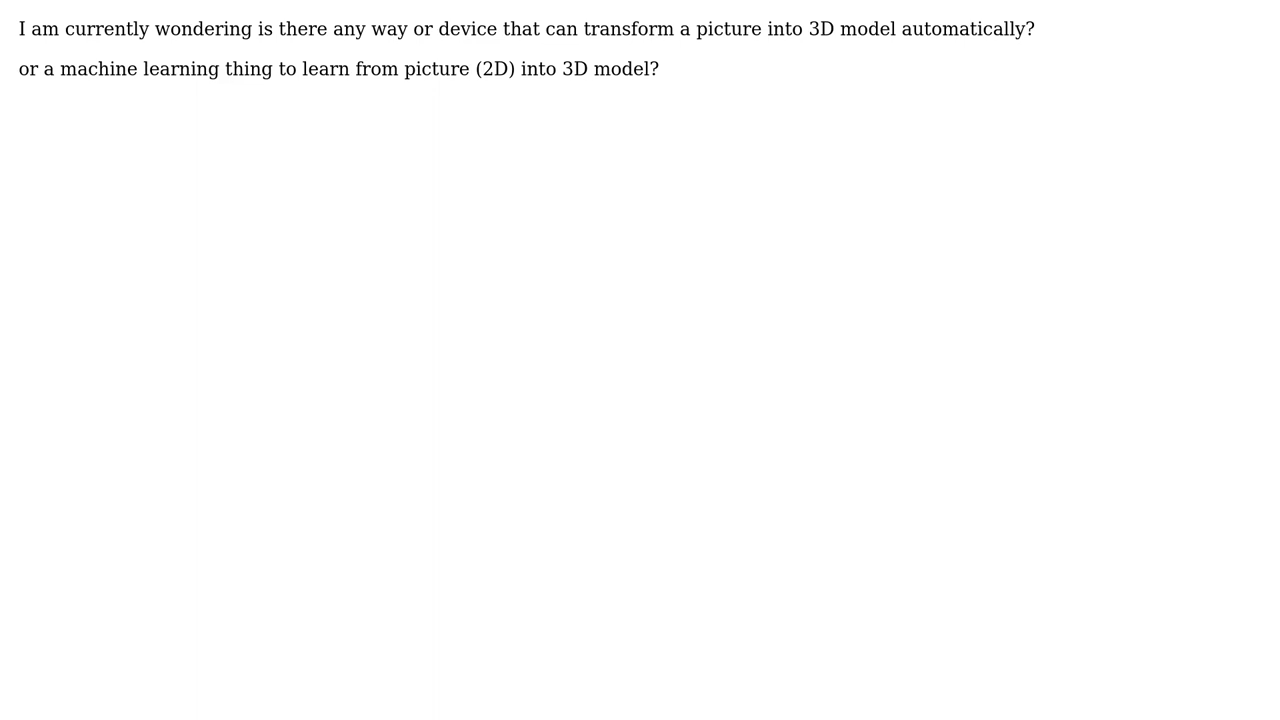 I am currently wondering is there any way or device that can transform a picture into 3D model automatically?
or a machine learning thing to learn from picture (2D) into 3D model?